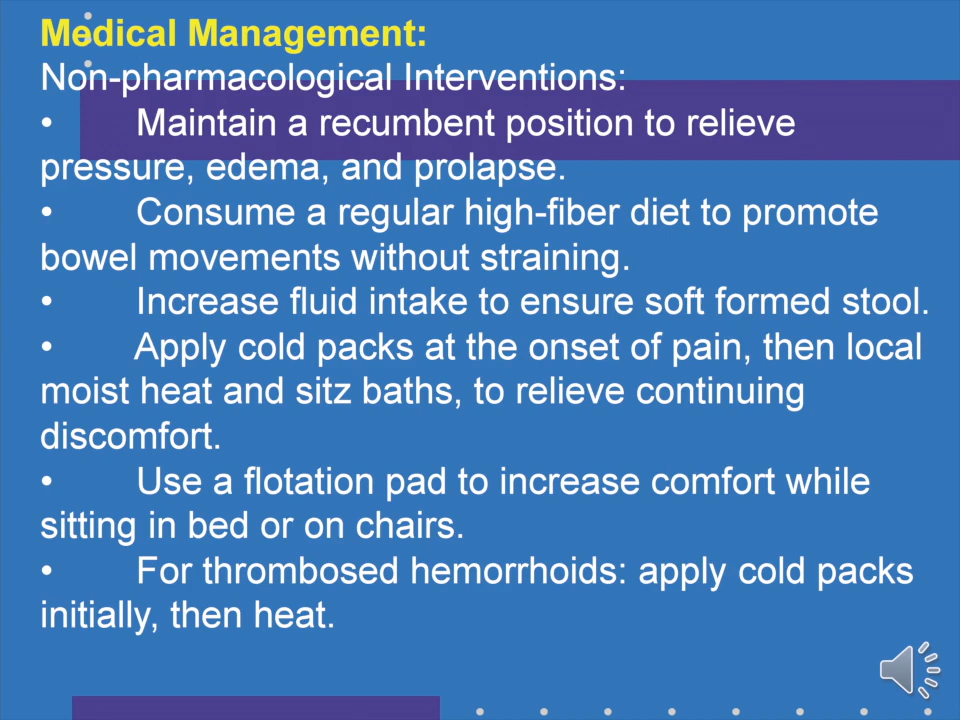 Medical Management:
Non-pharmacological Interventions:
• Maintain a recumbent position to relieve
pressure, edema, and prolapse.
• Consume a regular high-fiber diet to promote
bowel movements without straining.
• Increase fluid intake to ensure soft formed stool.
• Apply cold packs at the onset of pain, then local
moist heat and sitz baths, to relieve continuing
discomfort.
• Use a flotation pad to increase comfort while
sitting in bed or on chairs.
• For thrombosed hemorrhoids: apply cold packs
initially, then heat.